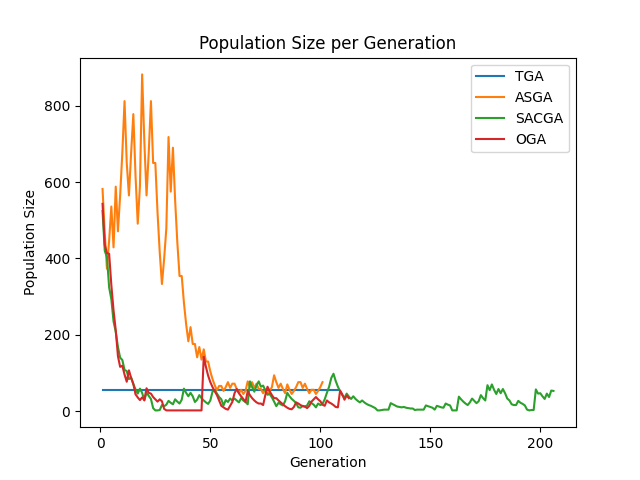 Population Size per Generation
TGA
ASGA
SACGA
OGA
800
600
400
200
0
Population Size
0
50
100
150
200
Generation